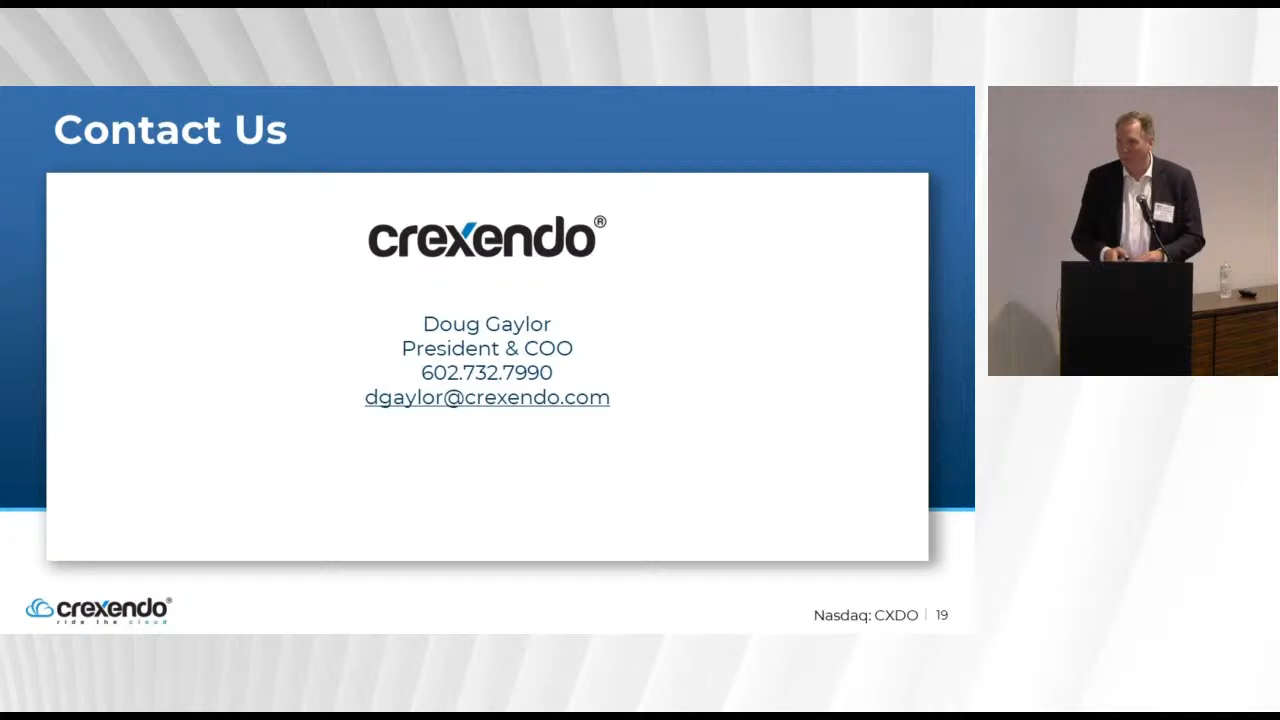 Contact Us
crexendo®
Doug Gaylor
President & COO
602.732.7990
dgaylor@crexendo.com
crexendo®
ride the cloud
Nasdaq: CXDO | 19